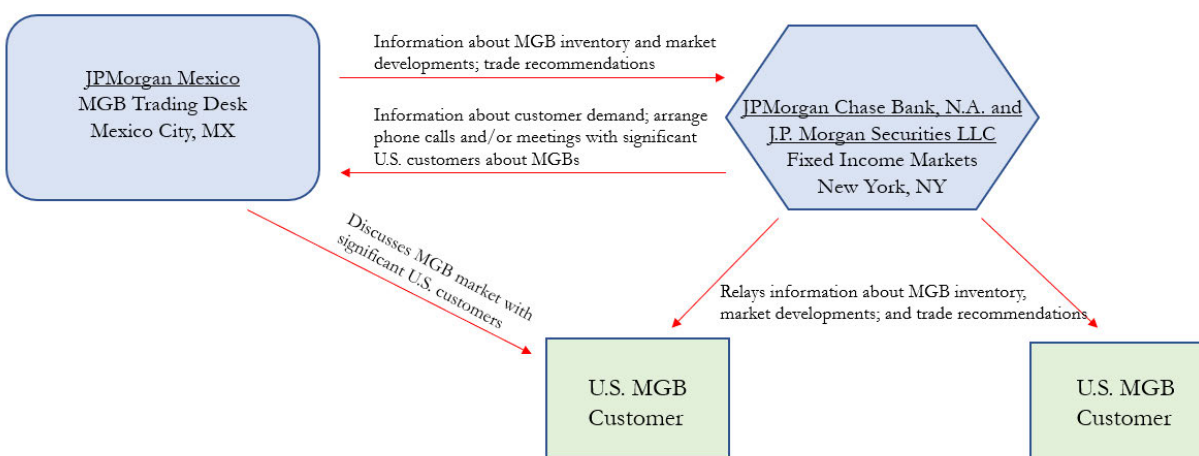 JPMorgan Mexico
MGB Trading Desk
Mexico City, MX
Information about MGB inventory and market
developments; trade recommendations
Information about customer demand; arrange
phone calls and/or meetings with significant
U.S. customers about MGBs
JPMorgan Chase Bank, N.A. and
J.P. Morgan Securities LLC
Fixed Income Markets
New York, NY
Discusses MGB market with
significant U.S. customers
Relays information about MGB inventory,
market developments; and trade recommendations
U.S. MGB
Customer
U.S. MGB
Customer